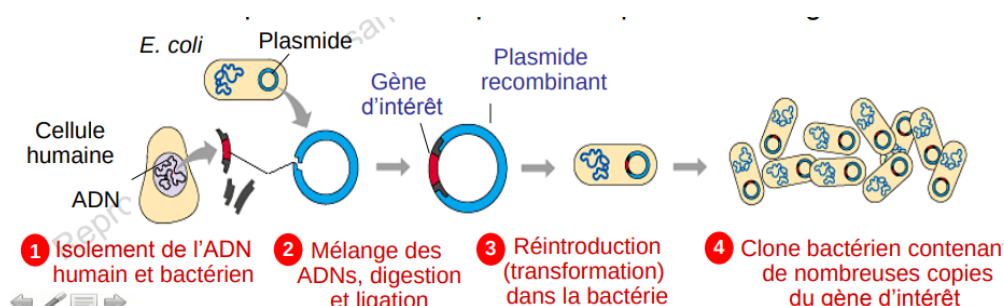 E. coli
Plasmide
Gène
d'intérêt
Plasmide
recombinant
Cellule
humaine
ADN
1 Isolement de l'ADN
humain et bactérien
2 Mélange des
ADNs, digestion
et ligation
3 Réintroduction
(transformation)
dans la bactérie
4 Clone bactérien contenan
de nombreuses copies
du gène d'intérêt